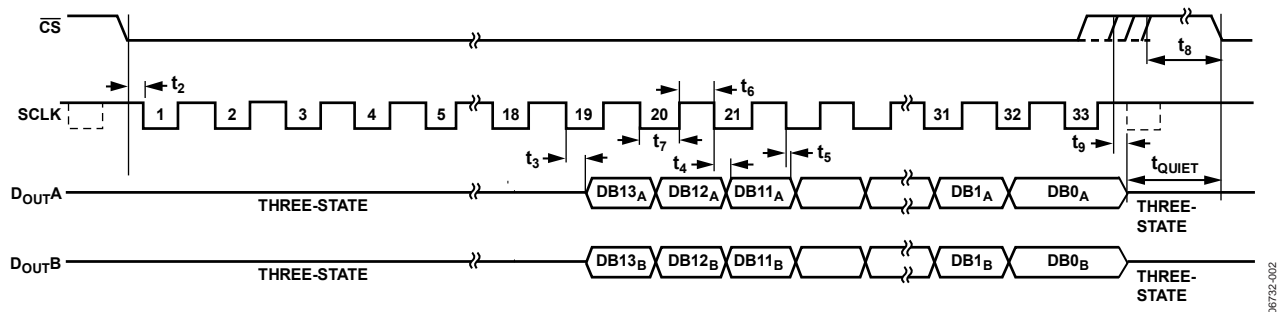 CS
t8
t2
t6
SCLK 1 2 3 4 5 18 19 20 21 31 32 33
t3 t7 t4 t5 t9 tQUIET
DOUTA THREE-STATE DB13A DB12A DB11A DB1A DB0A THREE-
STATE
DOUTB THREE-STATE DB13B DB12B DB11B DB1B DB0B THREE-
STATE
06732-002